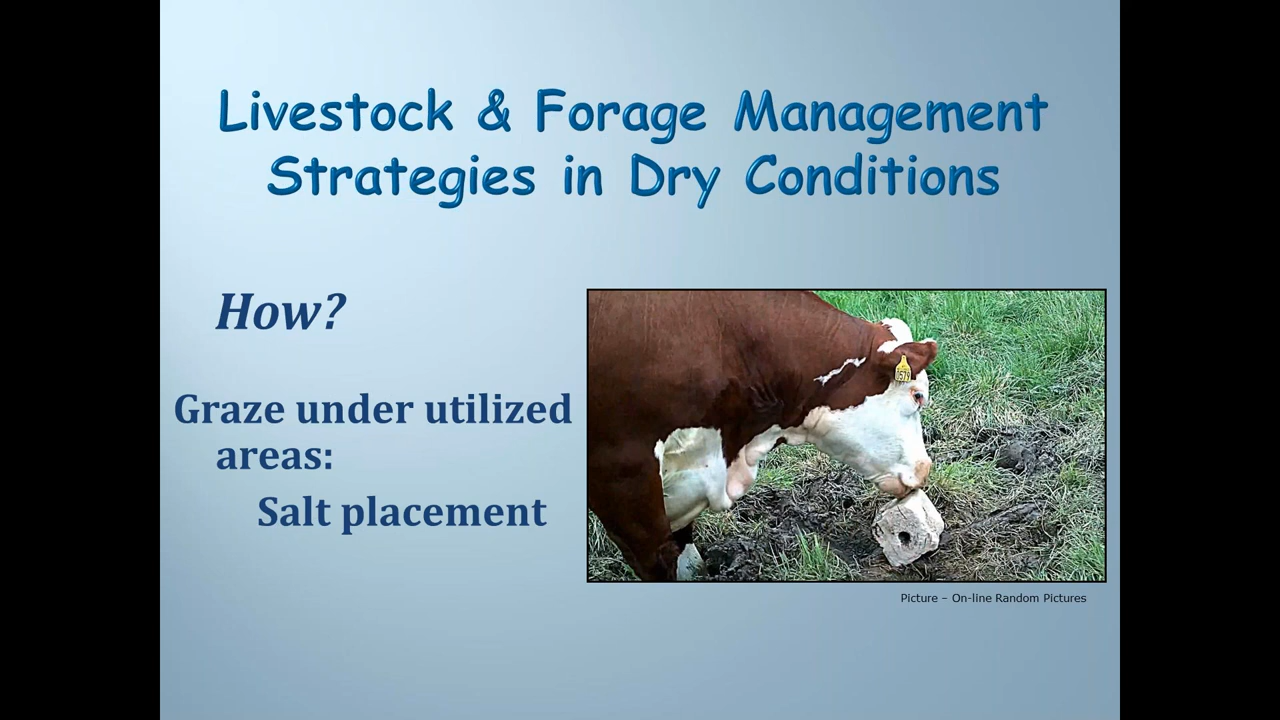 Livestock & Forage Management
Strategies in Dry Conditions
How?
Graze under utilized
areas:
Salt placement
Picture – On-line Random Pictures